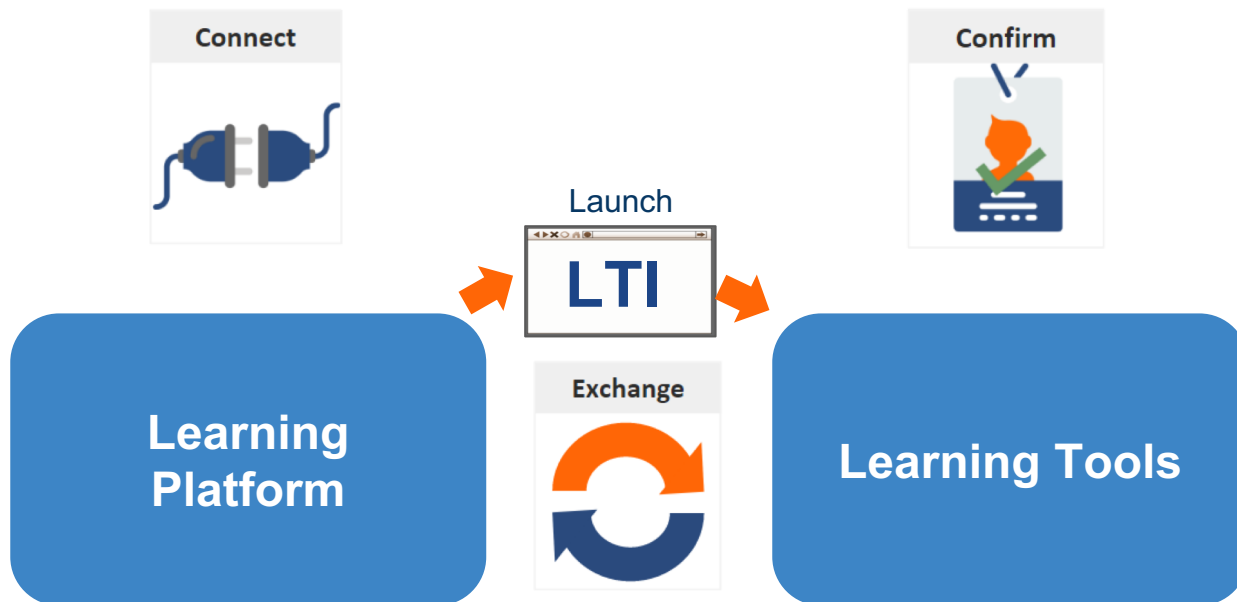 Connect
Confirm
Launch
LTI
Exchange
Learning
Platform
Learning Tools